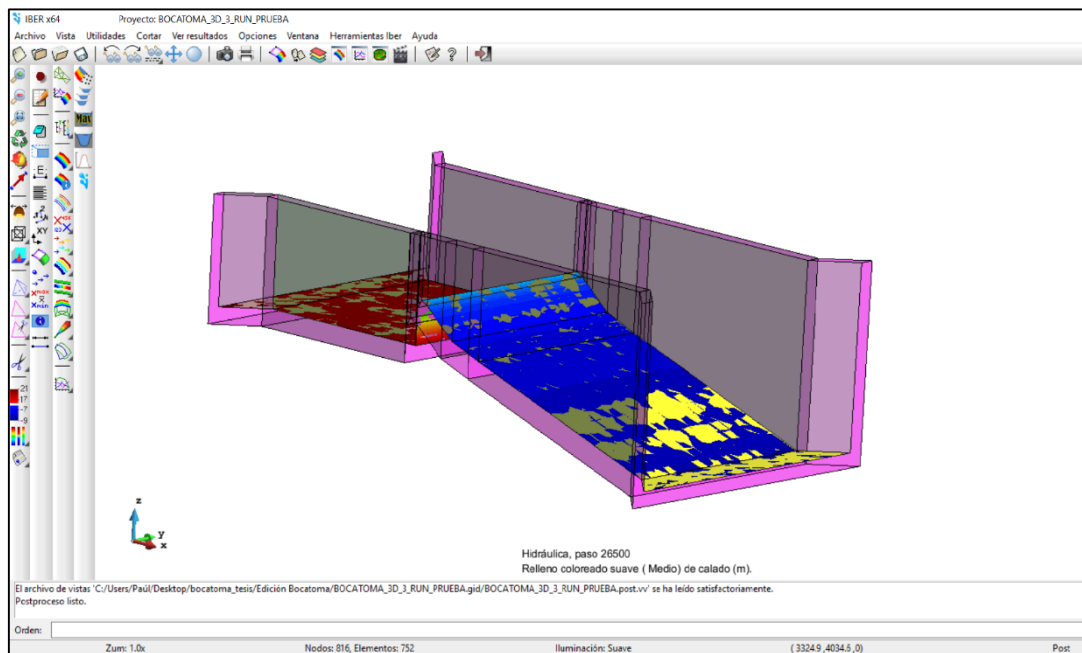 IBER x64 Proyecto: BOCATOMA_3D_3_RUN_PRUEBA
Archivo Vista Utilidades Cortar Ver resultados Opciones Ventana Herramientas Iber Ayuda
Max
E
XY
z
y
x
Hidráulica, paso 26500
Relleno coloreado suave ( Medio) de calado (m).
El archivo de vistas 'C:/Users/Paúl/Desktop/bocatoma_tesis/Edición Bocatoma/BOCATOMA_3D_3_RUN_PRUEBA.gid/BOCATOMA_3D_3_RUN_PRUEBA.post.vv' se ha leído satisfactoriamente.
Postproceso listo.
Orden:
Zum: 1.0x Nodos: 816, Elementos: 752 Iluminación: Suave ( 3324.9 ,4034.6 ,0) Post